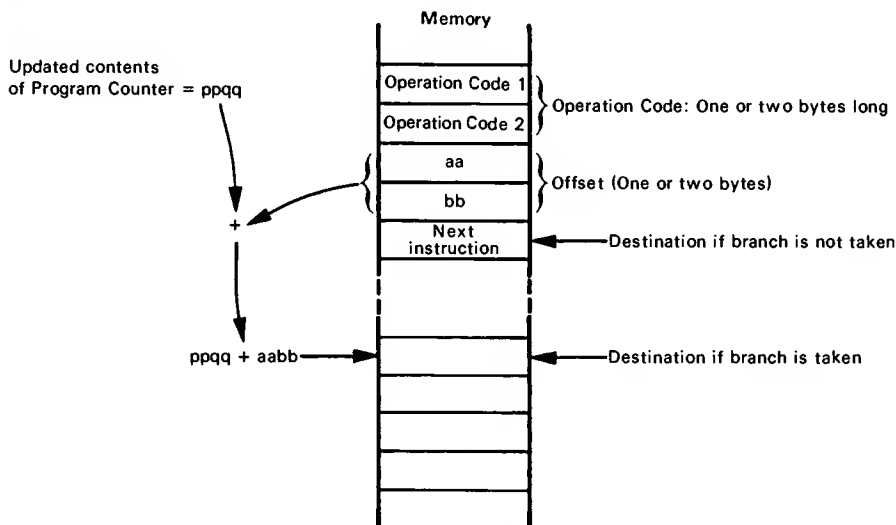 Memory
Updated contents
of Program Counter = ppqq
Operation Code 1
Operation Code 2
Operation Code: One or two bytes long
aa
bb
Offset (One or two bytes)
+
Next
instruction
Destination if branch is not taken
ppqq + aabb
Destination if branch is taken